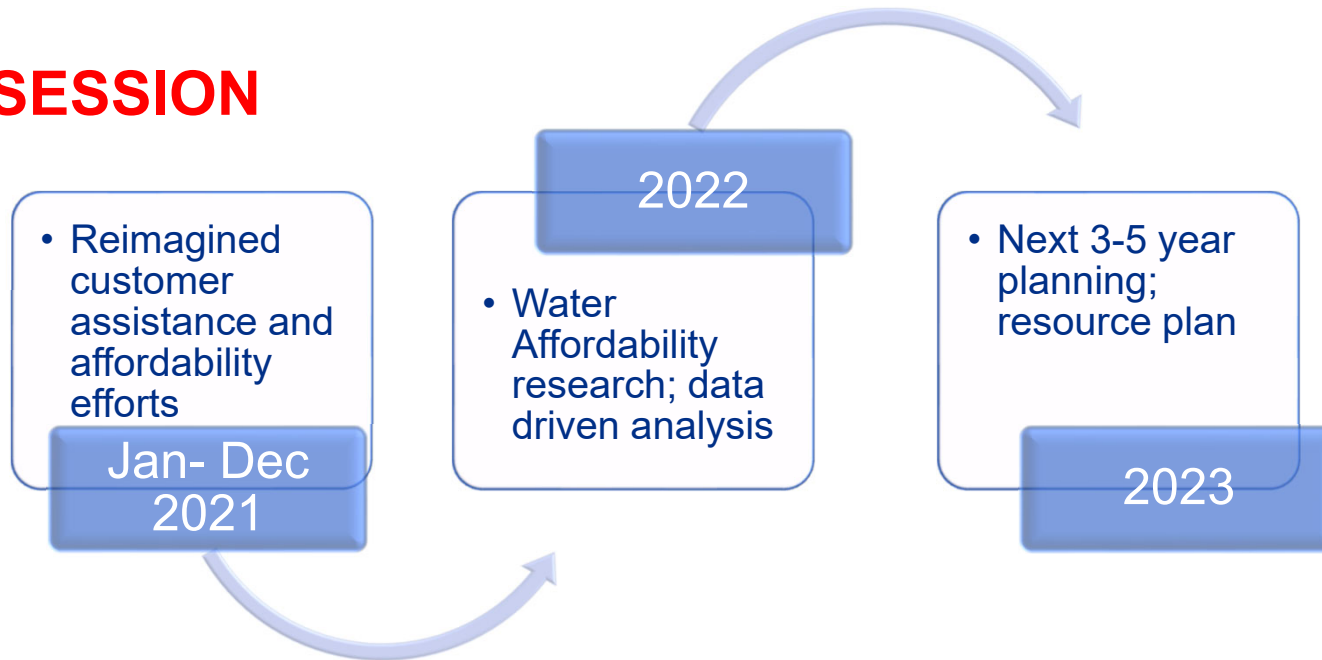 SESSION
• Reimagined
customer
assistance and
affordability
efforts
Jan- Dec
2021
2022
• Water
Affordability
research; data
driven analysis
• Next 3-5 year
planning;
resource plan
2023